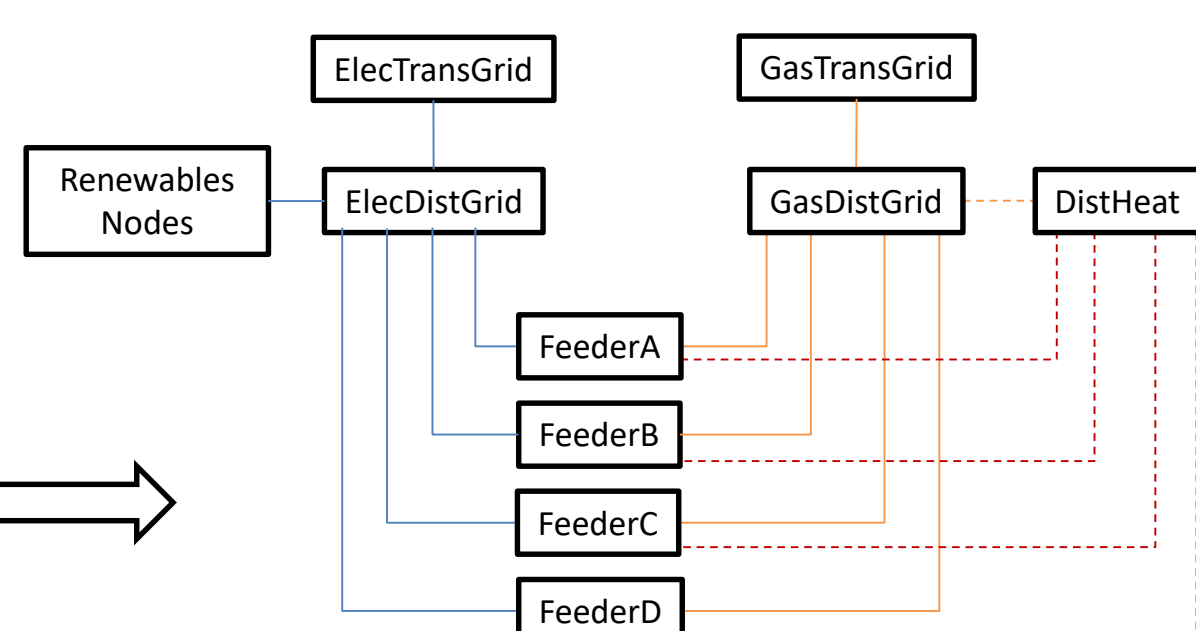 ElecTransGrid
GasTransGrid
Renewables
Nodes
ElecDistGrid
GasDistGrid
DistHeat
FeederA
FeederB
FeederC
FeederD